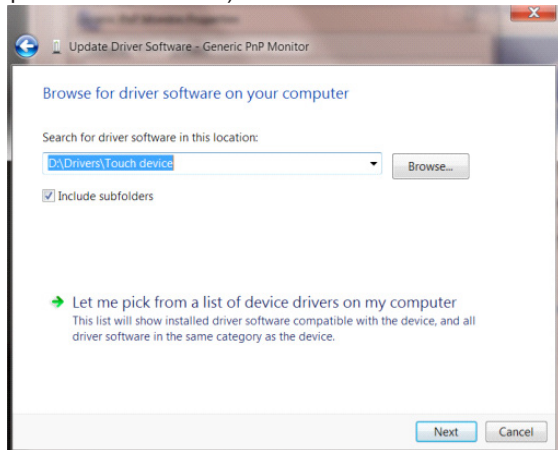 Update Driver Software - Generic PnP Monitor
Browse for driver software on your computer
Search for driver software in this location:
D:\Drivers\Touch device
Browse...
Include subfolders
Let me pick from a list of device drivers on my computer
This list will show installed driver software compatible with the device, and all
driver software in the same category as the device.
Next
Cancel